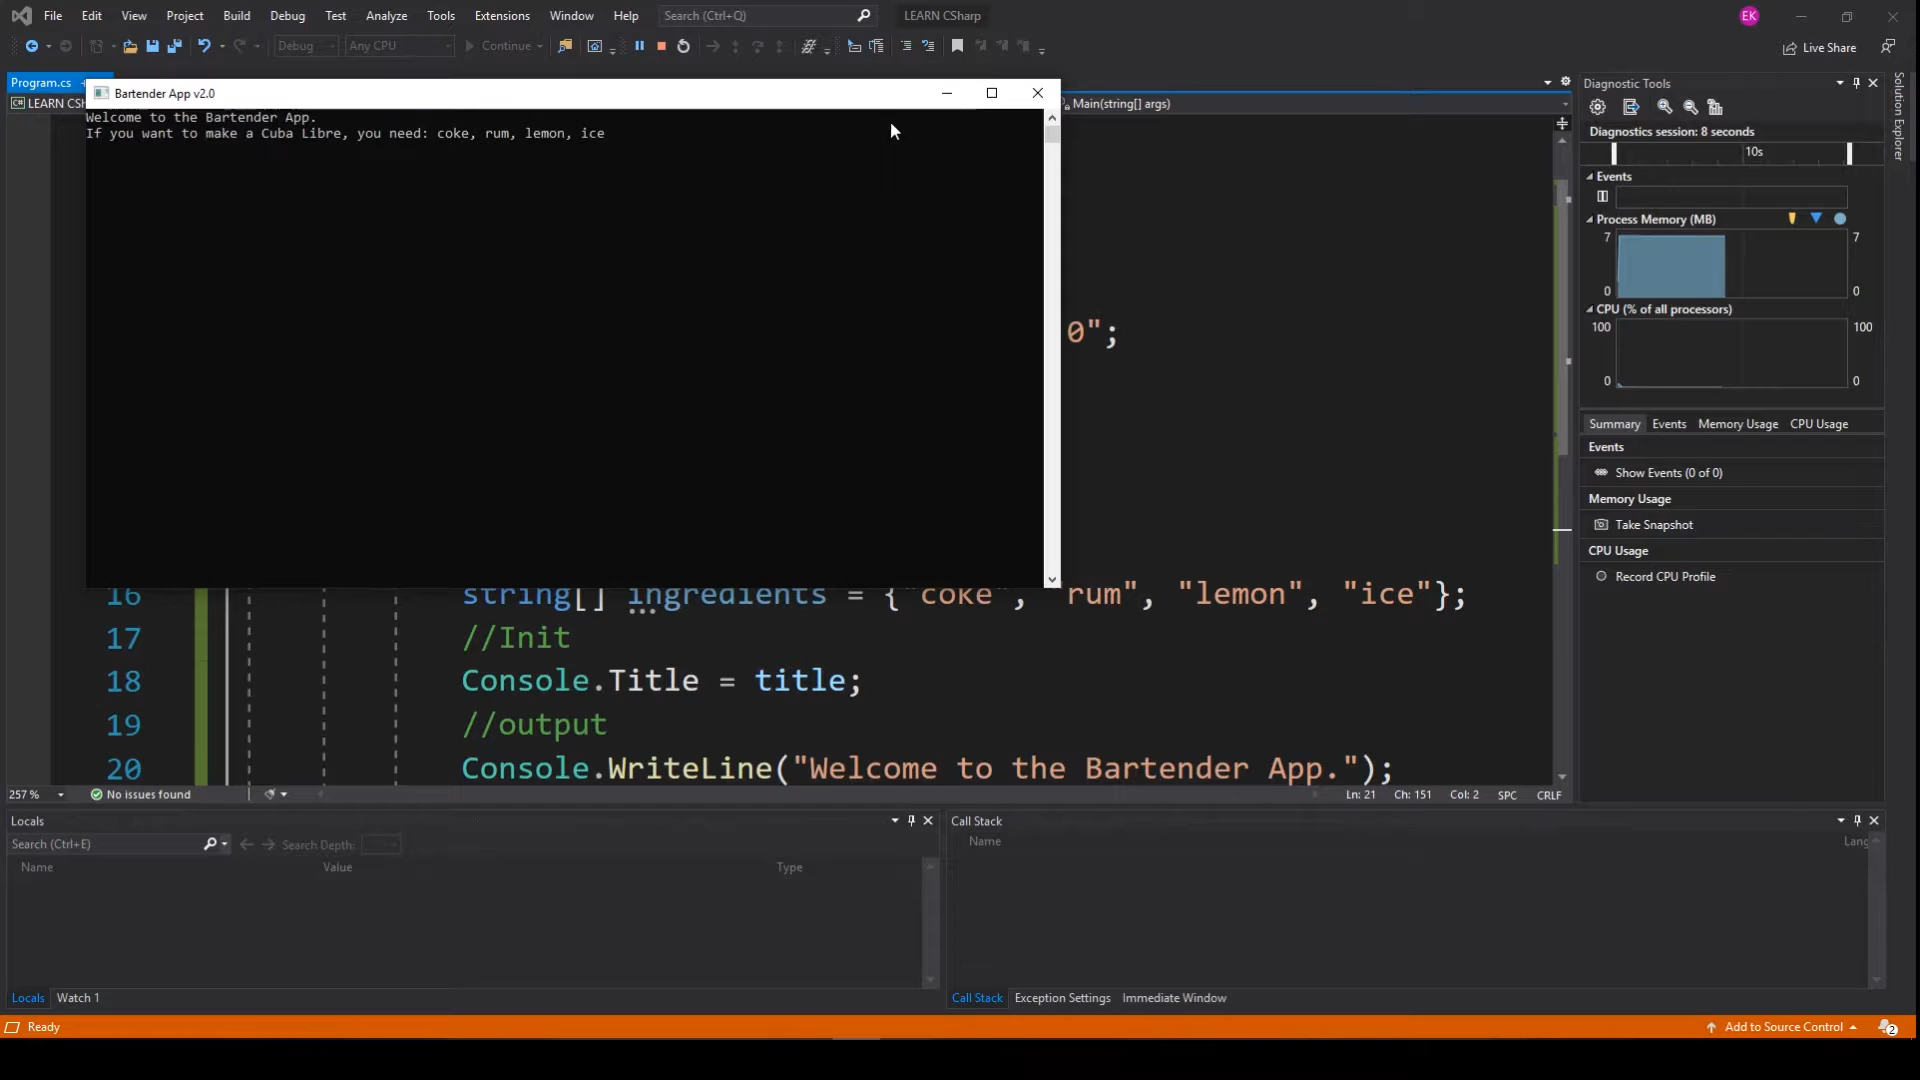 File Edit View Project Build Debug Test Analyze Tools Extensions Window Help Search (Ctrl+Q) LEARN CSharp EK
Debug Any CPU Continue Live Share
Program.cs
Bartender App v2.0
LEARN CSh
Main(string[] args)
Welcome to the Bartender App.
If you want to make a Cuba Libre, you need: coke, rum, lemon, ice
0";
16 string[] ingredients = {"coke", "rum", "lemon", "ice"};
17 //Init
18 Console.Title = title;
19 //output
20 Console.WriteLine("Welcome to the Bartender App.");
257 % No issues found Ln: 21 Ch: 151 Col: 2 SPC CRLF
Diagnostic Tools
Diagnostics session: 8 seconds
10s
Events
Process Memory (MB)
7 7
0 0
CPU (% of all processors)
100 100
0 0
Summary Events Memory Usage CPU Usage
Events
Show Events (0 of 0)
Memory Usage
Take Snapshot
CPU Usage
Record CPU Profile
Solution Explorer
Locals
Search (Ctrl+E) Search Depth:
Name Value Type
Locals Watch 1
Call Stack
Name Lang
Call Stack Exception Settings Immediate Window
Ready Add to Source Control 2